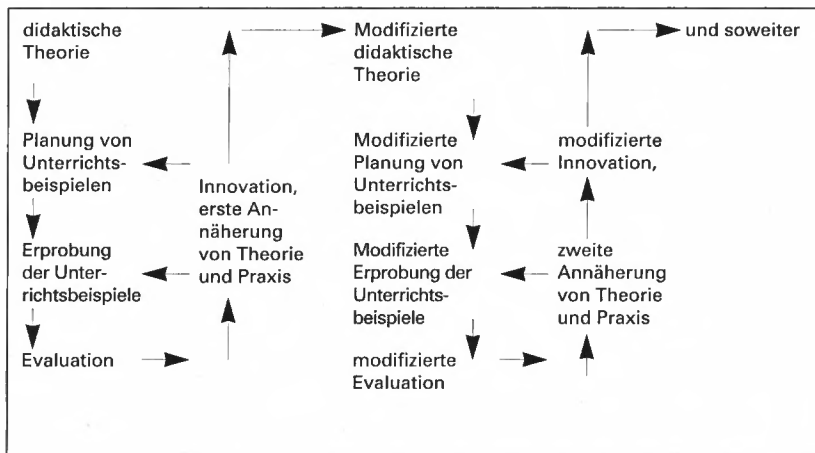 didaktische
Theorie
Planung von
Unterrichts-
beispielen
Erprobung
der Unter-
richtsbeispiele
Evaluation
Innovation,
erste An-
näherung
von Theorie
und Praxis
Modifizierte
didaktische
Theorie
Modifizierte
Planung von
Unterrichts-
beispielen
Modifizierte
Erprobung der
Unterrichts-
beispiele
modifizierte
Evaluation
modifizierte
Innovation,
zweite
Annäherung
von Theorie
und Praxis
und soweiter